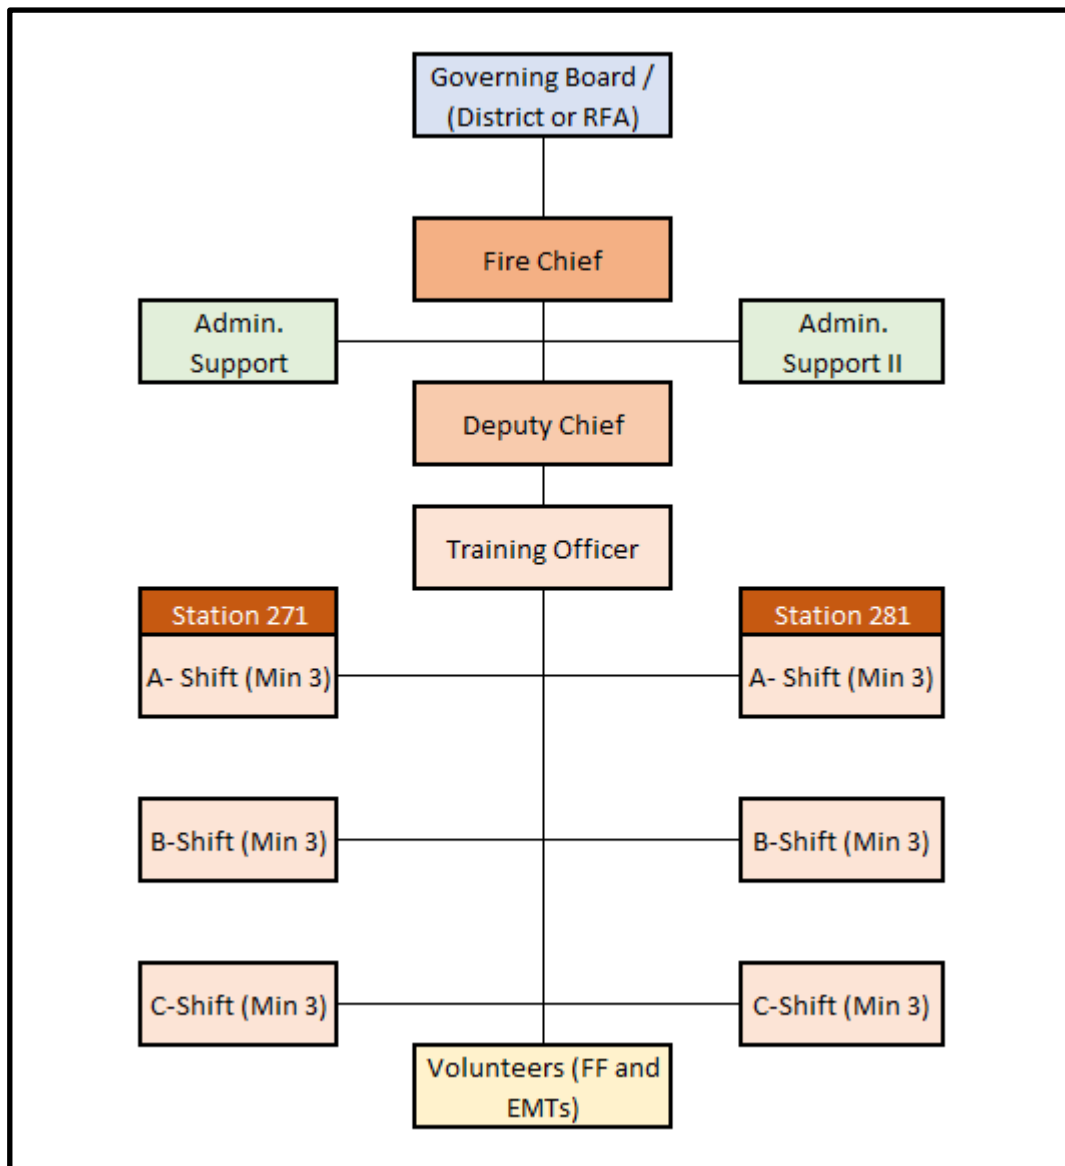 Governing Board /
(District or RFA)
Fire Chief
Admin.
Support
Admin.
Support II
Deputy Chief
Training Officer
Station 271
Station 281
A- Shift (Min 3)
A- Shift (Min 3)
B-Shift (Min 3)
B-Shift (Min 3)
C-Shift (Min 3)
C-Shift (Min 3)
Volunteers (FF and
EMTs)